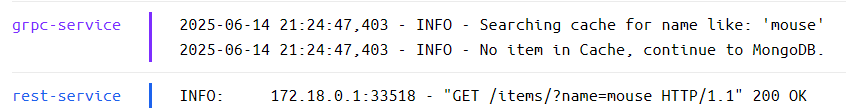 grpc-service 2025-06-14 21:24:47,403 - INFO - Searching cache for name like: 'mouse'
2025-06-14 21:24:47,403 - INFO - No item in Cache, continue to MongoDB.
rest-service INFO:     172.18.0.1:33518 - "GET /items/?name=mouse HTTP/1.1" 200 OK